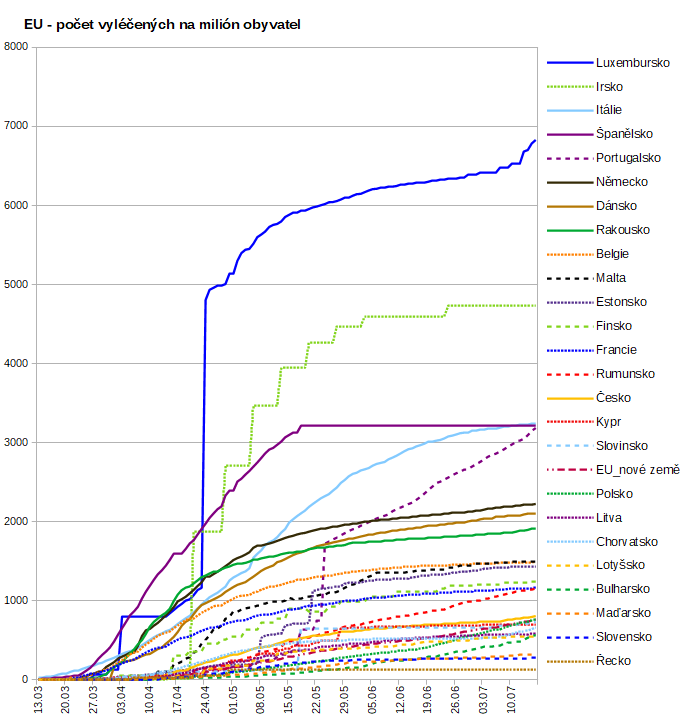 EU - počet vyléčených na milión obyvatel
8000
7000
6000
5000
4000
3000
2000
1000
0
13.03
20.03
27.03
03.04
10.04
17.04
24.04
01.05
08.05
15.05
22.05
29.05
05.06
12.06
19.06
26.06
03.07
10.07
Luxembursko
Irsko
Itálie
Španělsko
Portugalsko
Německo
Dánsko
Rakousko
Belgie
Malta
Estonsko
Finsko
Francie
Rumunsko
Česko
Kypr
Slovinsko
EU_nové země
Polsko
Litva
Chorvatsko
Lotyšsko
Bulharsko
Maďarsko
Slovensko
Řecko